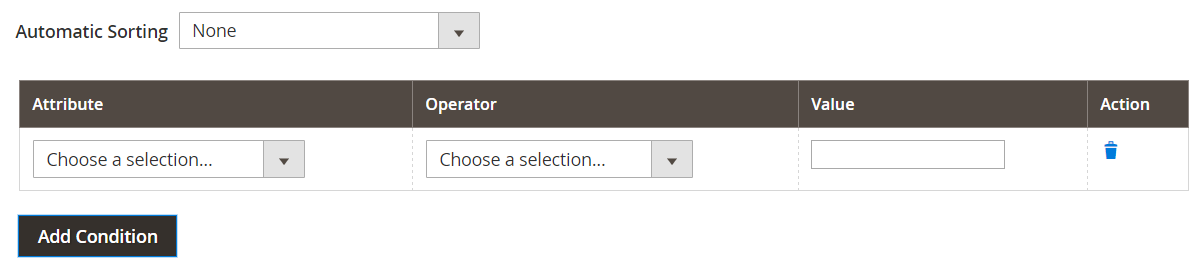 Automatic Sorting None
Attribute Operator Value Action
Choose a selection... Choose a selection...
Add Condition